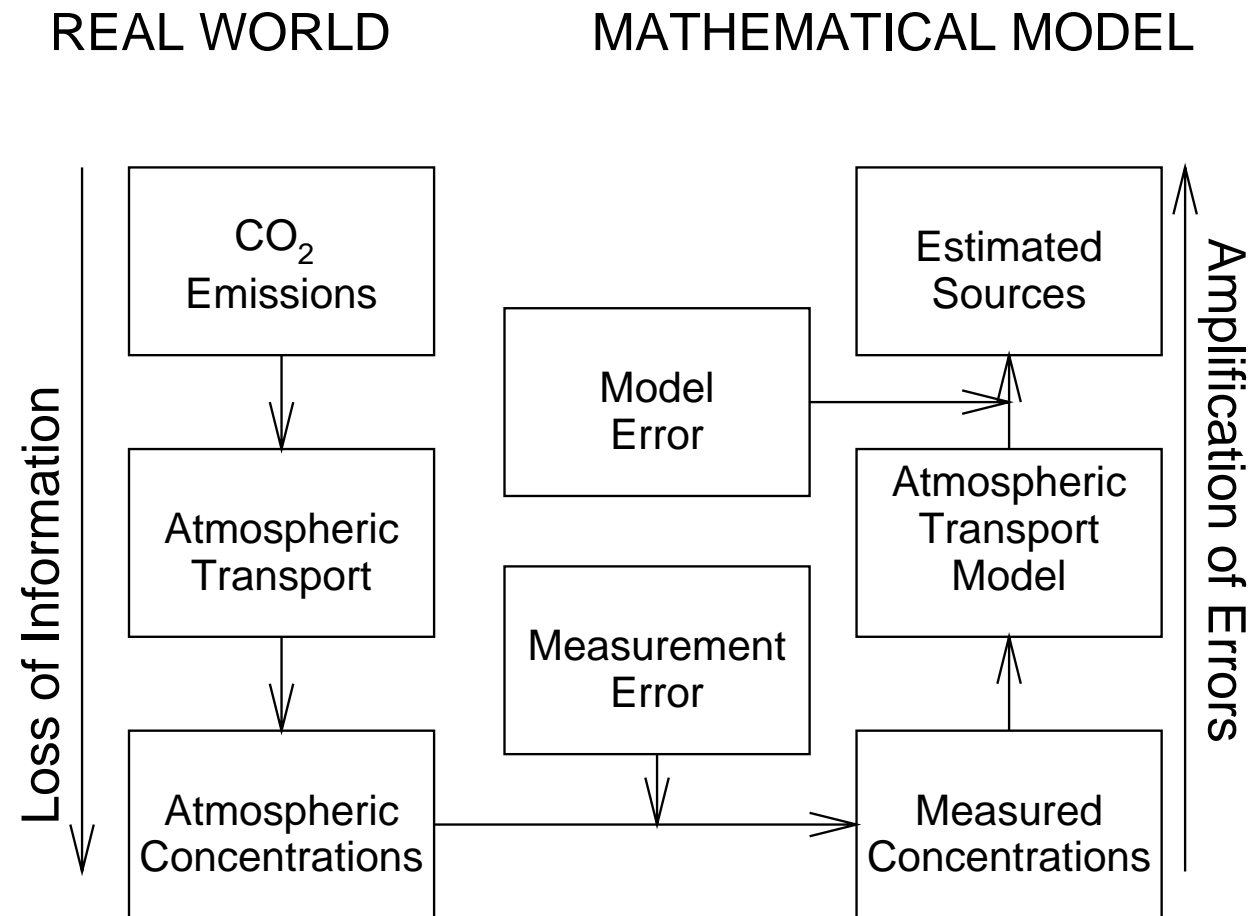 REAL WORLD
MATHEMATICAL MODEL
CO2
Emissions
Estimated
Sources
Model
Error
Atmospheric
Transport
Atmospheric
Transport
Model
Measurement
Error
Atmospheric
Concentrations
Measured
Concentrations
Loss of Information
Amplification of Errors